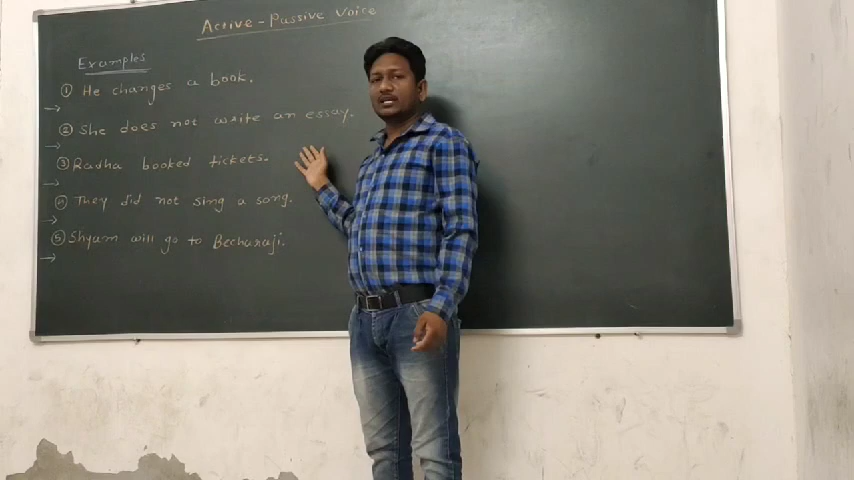 Active - Passive Voice
Examples
① He changes a book.
→
② She does not write an essay.
→
③ Radha booked tickets.
→
④ They did not sing a song.
→
⑤ Shyam will go to Becharaji.
→